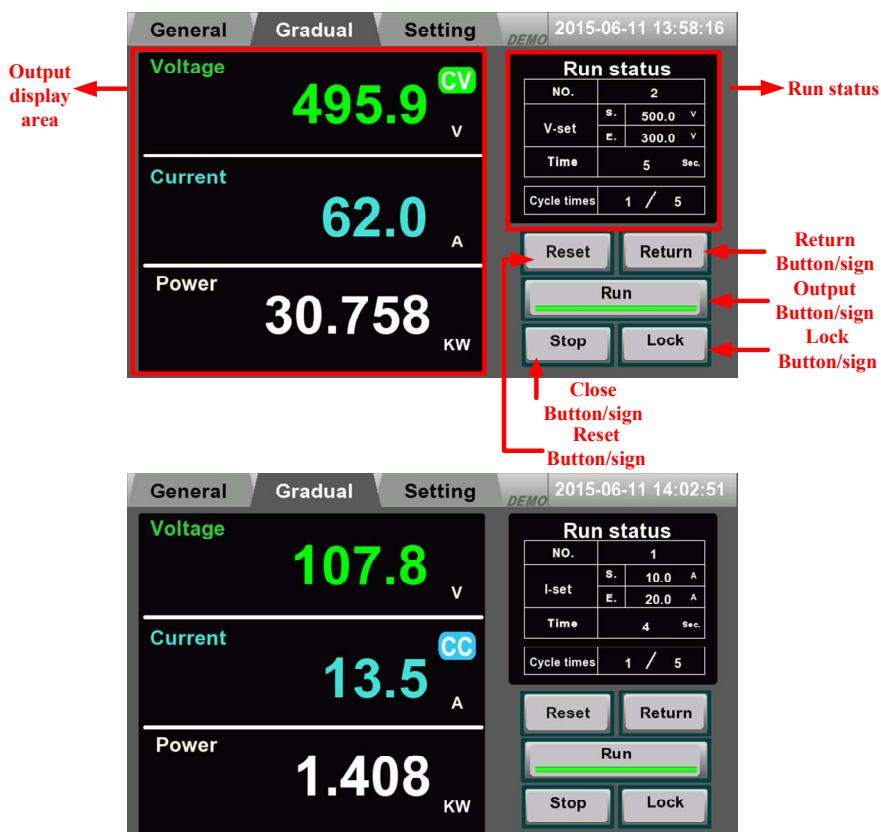 General Gradual Setting DEMO 2015-06-11 13:58:16
Output
display
area
Voltage
495.9 CV
V
Current
62.0
A
Power
30.758
KW
Run status
NO. 2
V-set S. 500.0 V
E. 300.0 V
Time 5 Sec.
Cycle times 1 / 5
Run status
Reset Return
Run
Stop Lock
Return
Button/sign
Output
Button/sign
Lock
Button/sign
Close
Button/sign
Reset
Button/sign
General Gradual Setting DEMO 2015-06-11 14:02:51
Voltage
107.8
V
Current
13.5 CC
A
Power
1.408
KW
Run status
NO. 1
I-set S. 10.0 A
E. 20.0 A
Time 4 Sec.
Cycle times 1 / 5
Reset Return
Run
Stop Lock